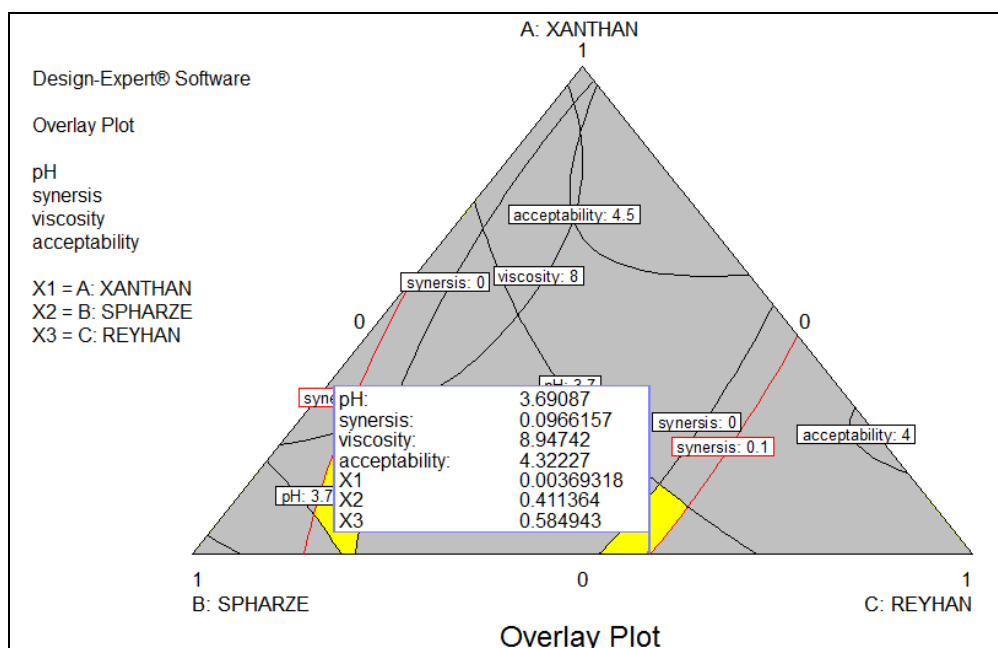 A: XANTHAN
1
Design-Expert® Software
Overlay Plot
pH
synersis
viscosity
acceptability
X1 = A: XANTHAN
X2 = B: SPHARZE
X3 = C: REYHAN
acceptability: 4.5
synersis: 0
viscosity: 8
0
0
pH: 3.7
pH: 3.69087
synersis: 0.0966157
viscosity: 8.94742
acceptability: 4.32227
X1 0.00369318
X2 0.411364
X3 0.584943
synersis: 0
synersis: 0.1
acceptability: 4
pH: 3.7
1
0
1
B: SPHARZE
C: REYHAN
Overlay Plot